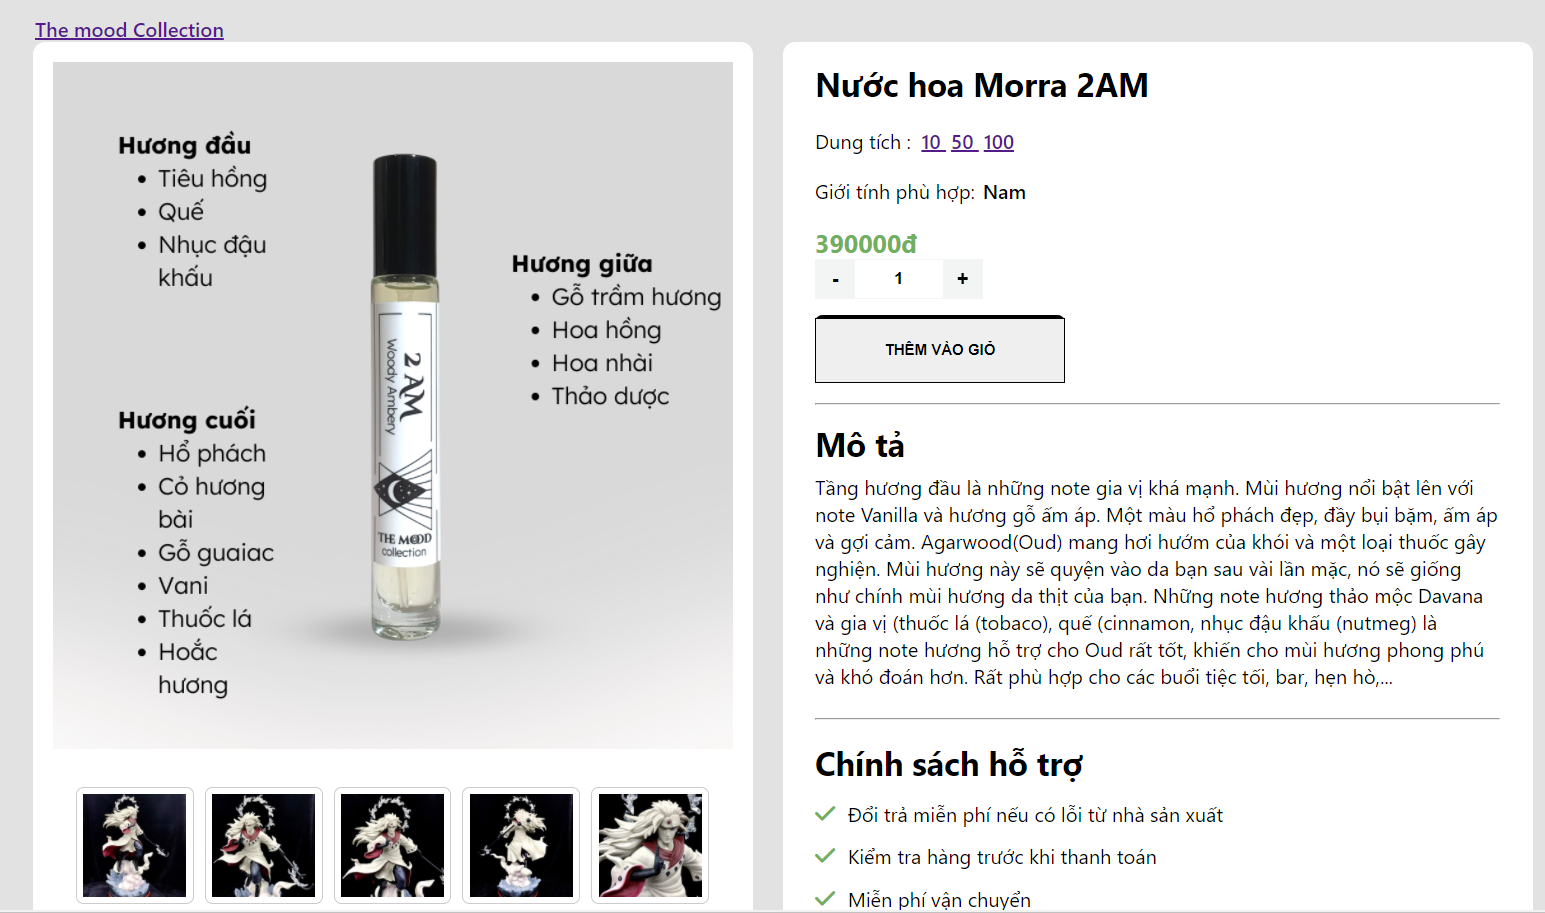 The mood Collection
Hương đầu
Tiêu hồng
Quế
Nhục đậu
khấu
Hương giữa
Gỗ trầm hương
Hoa hồng
Hoa nhài
Thảo dược
Hương cuối
Hổ phách
Cỏ hương
bài
Gỗ guaiac
Vani
Thuốc lá
Hoắc
hương
2 AM
Woody Ambery
THE MOOD
collection
Nước hoa Morra 2AM
Dung tích : 10 50 100
Giới tính phù hợp: Nam
390000đ
- 1 +
THÊM VÀO GIỎ
Mô tả
Tầng hương đầu là những note gia vị khá mạnh. Mùi hương nổi bật lên với
note Vanilla và hương gỗ ấm áp. Một màu hổ phách đẹp, đầy bụi bặm, ấm áp
và gợi cảm. Agarwood(Oud) mang hơi hướm của khói và một loại thuốc gây
nghiện. Mùi hương này sẽ quyện vào da bạn sau vài lần mặc, nó sẽ giống
như chính mùi hương da thịt của bạn. Những note hương thảo mộc Davana
và gia vị (thuốc lá (tobaco), quế (cinnamon, nhục đậu khấu (nutmeg) là
những note hương hỗ trợ cho Oud rất tốt, khiến cho mùi hương phong phú
và khó đoán hơn. Rất phù hợp cho các buổi tiệc tối, bar, hẹn hò,...
Chính sách hỗ trợ
Đổi trả miễn phí nếu có lỗi từ nhà sản xuất
Kiểm tra hàng trước khi thanh toán
Miễn phí vận chuyển